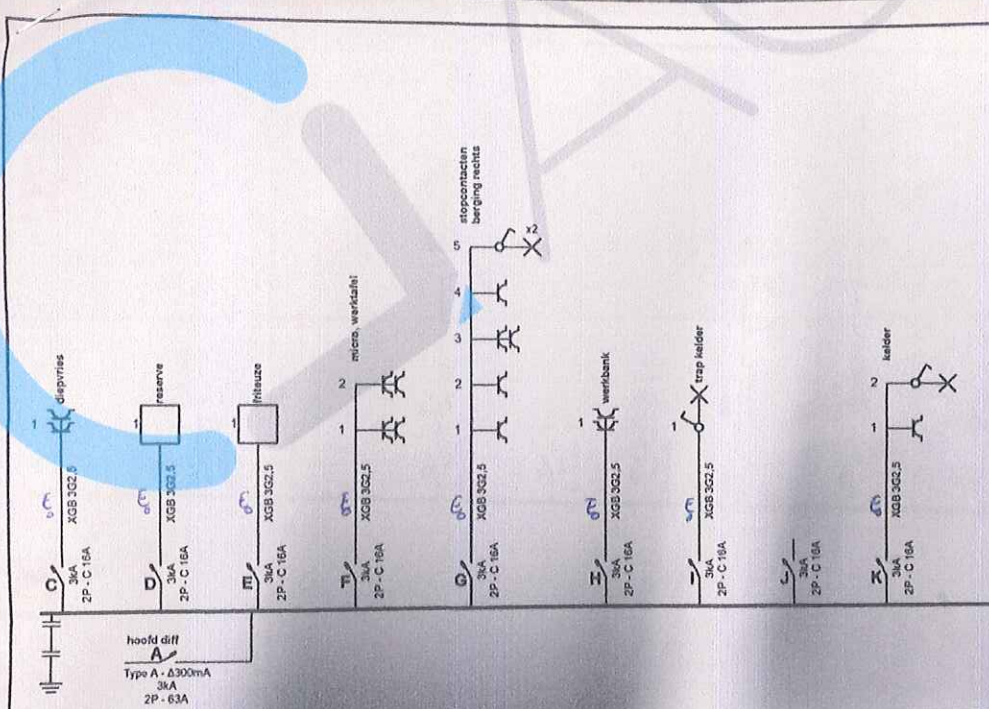 hoofd diff
A
Type A - Δ300mA
3kA
2P - 63A
C
3kA
2P - C 16A
XGB 3G2,5
1
diepvries
D
3kA
2P - C 16A
XGB 3G2,5
1
reserve
E
3kA
2P - C 16A
XGB 3G2,5
1
friteuze
F
3kA
2P - C 16A
XGB 3G2,5
1
2
micro, werktafel
G
3kA
2P - C 16A
XGB 3G2,5
1
2
3
4
5
x2
stopcontacten
berging rechts
H
3kA
2P - C 16A
XGB 3G2,5
1
werkbank
I
3kA
2P - C 16A
XGB 3G2,5
1
trap kelder
J
3kA
2P - C 16A
K
3kA
2P - C 16A
XGB 3G2,5
1
2
kelder